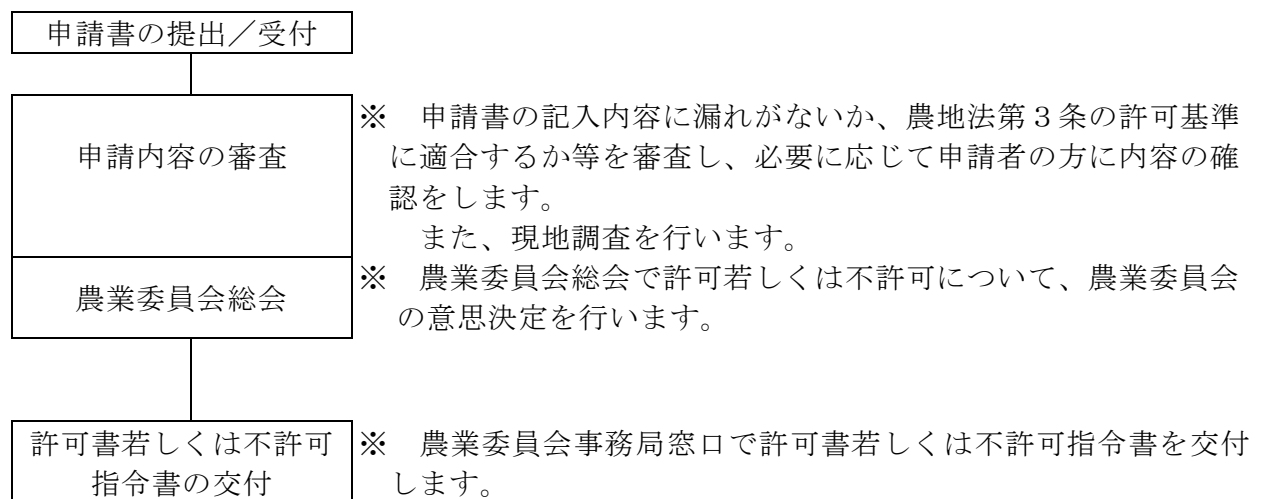 申請書の提出／受付
申請内容の審査
※　申請書の記入内容に漏れがないか、農地法第３条の許可基準
に適合するか等を審査し、必要に応じて申請者の方に内容の確
認をします。
また、現地調査を行います。
農業委員会総会
※　農業委員会総会で許可若しくは不許可について、農業委員会
の意思決定を行います。
許可書若しくは不許可
指令書の交付
※　農業委員会事務局窓口で許可書若しくは不許可指令書を交付
します。